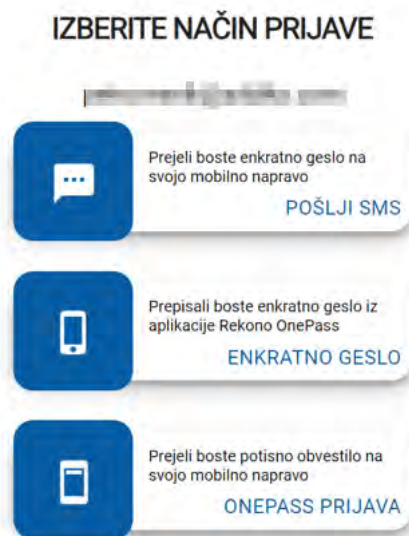 IZBERITE NAČIN PRIJAVE
Prejeli boste enkratno geslo na
svojo mobilno napravo
POŠLJI SMS
Prepisali boste enkratno geslo iz
aplikacije Rekono OnePass
ENKRATNO GESLO
Prejeli boste potisno obvestilo na
svojo mobilno napravo
ONEPASS PRIJAVA